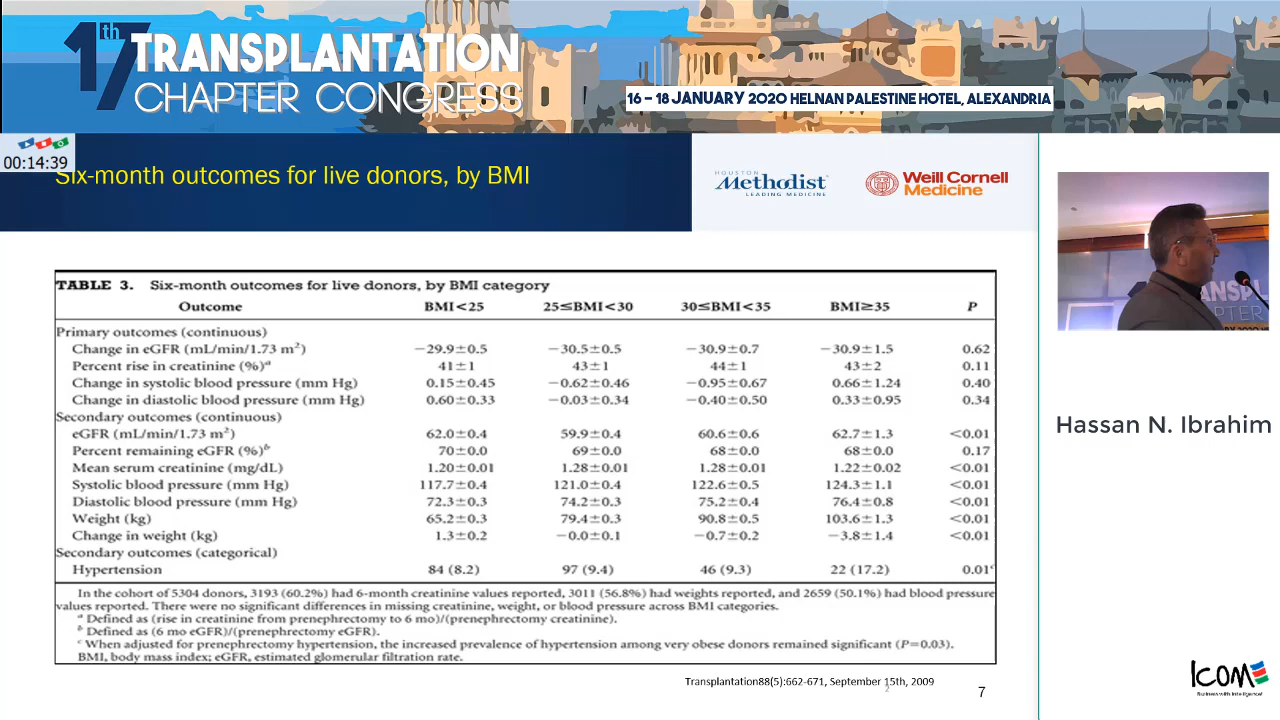 17th TRANSPLANTATION
CHAPTER CONGRESS
16 – 18 JANUARY 2020 HELNAN PALESTINE HOTEL, ALEXANDRIA
00:14:39
Six-month outcomes for live donors, by BMI
HOUSTON
Methodist
LEADING MEDICINE
Weill Cornell
Medicine
TABLE 3. Six-month outcomes for live donors, by BMI category
Outcome BMI<25 25≤BMI<30 30≤BMI<35 BMI≥35 P
Primary outcomes (continuous)
Change in eGFR (mL/min/1.73 m²) −29.9±0.5 −30.5±0.5 −30.9±0.7 −30.9±1.5 0.62
Percent rise in creatinine (%)ᵃ 41±1 43±1 44±1 43±2 0.11
Change in systolic blood pressure (mm Hg) 0.15±0.45 −0.62±0.46 −0.95±0.67 0.66±1.24 0.40
Change in diastolic blood pressure (mm Hg) 0.60±0.33 −0.03±0.34 −0.40±0.50 0.33±0.95 0.34
Secondary outcomes (continuous)
eGFR (mL/min/1.73 m²) 62.0±0.4 59.9±0.4 60.6±0.6 62.7±1.3 <0.01
Percent remaining eGFR (%)ᵇ 70±0.0 69±0.0 68±0.0 68±0.0 0.17
Mean serum creatinine (mg/dL) 1.20±0.01 1.28±0.01 1.28±0.01 1.22±0.02 <0.01
Systolic blood pressure (mm Hg) 117.7±0.4 121.0±0.4 122.6±0.5 124.3±1.1 <0.01
Diastolic blood pressure (mm Hg) 72.3±0.3 74.2±0.3 75.2±0.4 76.4±0.8 <0.01
Weight (kg) 65.2±0.3 79.4±0.3 90.8±0.5 103.6±1.3 <0.01
Change in weight (kg) 1.3±0.2 −0.0±0.1 −0.7±0.2 −3.8±1.4 <0.01
Secondary outcomes (categorical)
Hypertension 84 (8.2) 97 (9.4) 46 (9.3) 22 (17.2) 0.01ᶜ
In the cohort of 5304 donors, 3193 (60.2%) had 6-month creatinine values reported, 3011 (56.8%) had weights reported, and 2659 (50.1%) had blood pressure
values reported. There were no significant differences in missing creatinine, weight, or blood pressure across BMI categories.
ᵃ Defined as (rise in creatinine from prenephrectomy to 6 mo)/(prenephrectomy creatinine).
ᵇ Defined as (6 mo eGFR)/(prenephrectomy eGFR).
ᶜ When adjusted for prenephrectomy hypertension, the increased prevalence of hypertension among very obese donors remained significant (P=0.03).
BMI, body mass index; eGFR, estimated glomerular filtration rate.
Transplantation88(5):662-671, September 15th, 2009
2
7
Hassan N. Ibrahim
ICOM
Business with Intelligence!